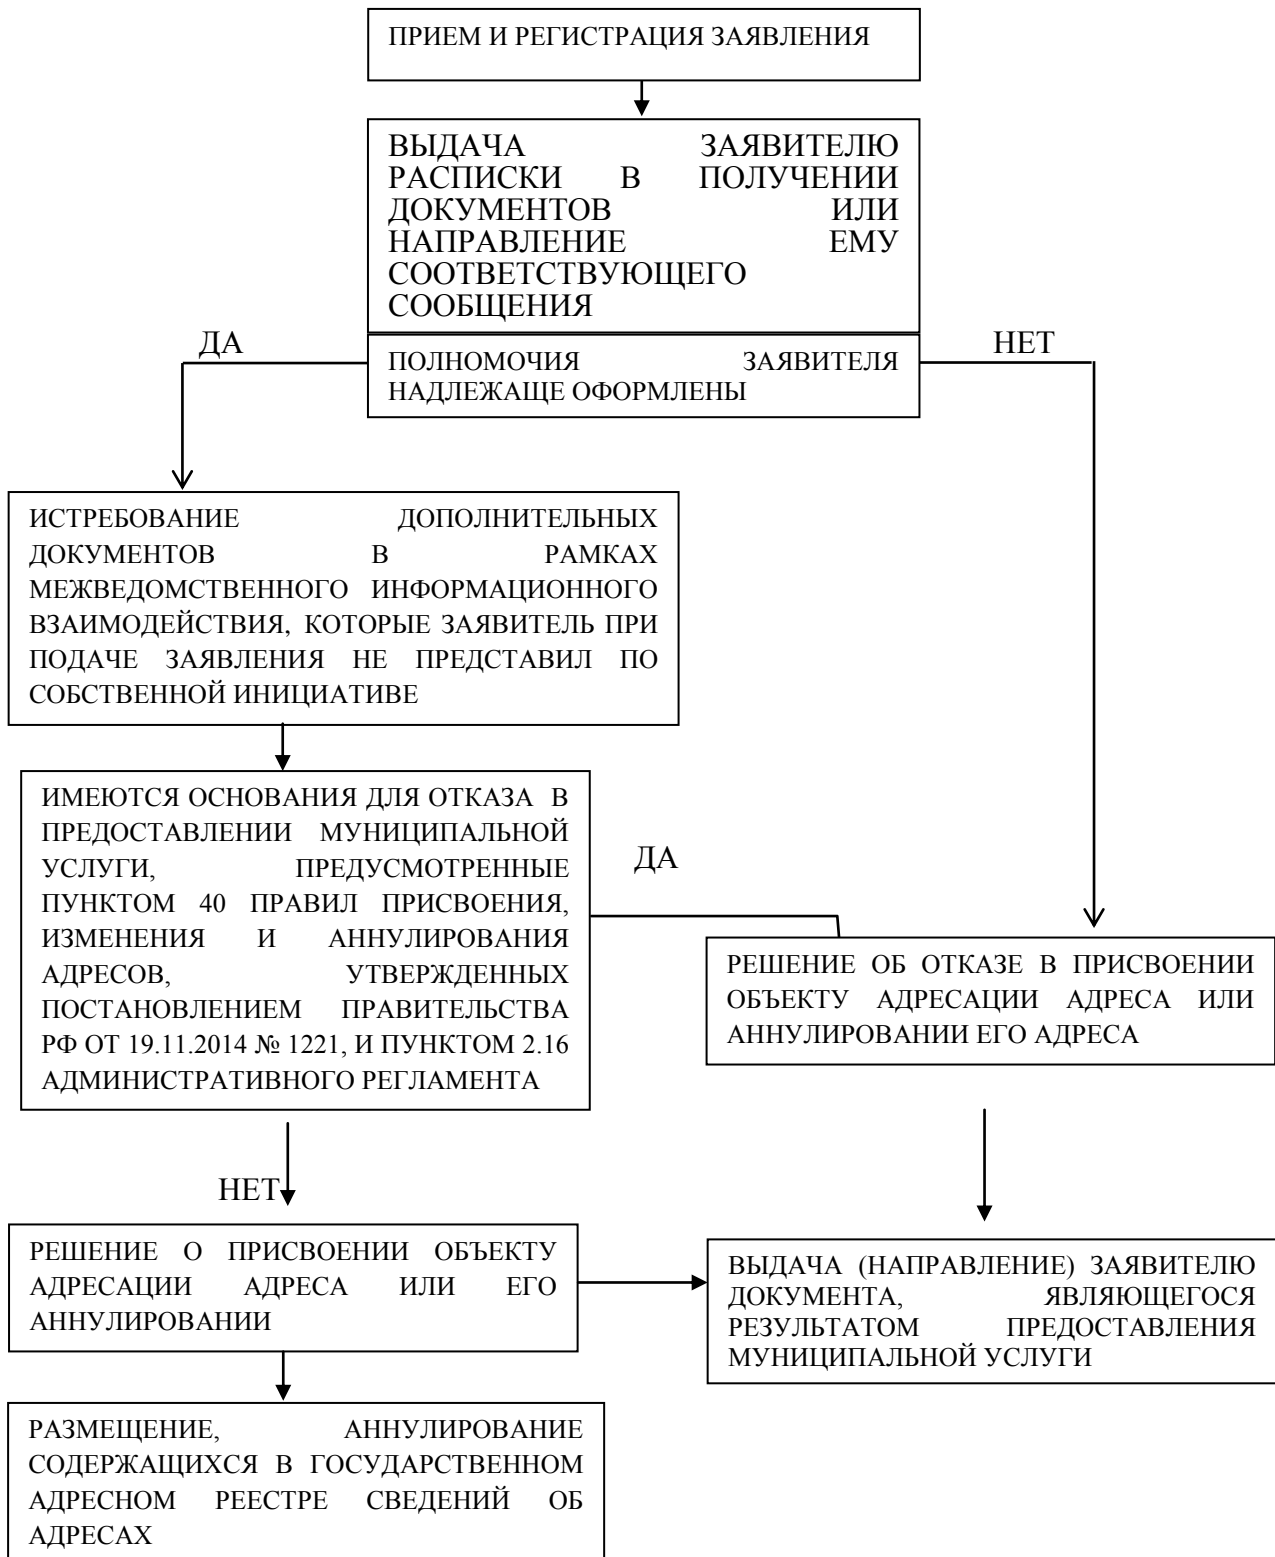 ПРИЕМ И РЕГИСТРАЦИЯ ЗАЯВЛЕНИЯ
ВЫДАЧА ЗАЯВИТЕЛЮ
РАСПИСКИ В ПОЛУЧЕНИИ
ДОКУМЕНТОВ ИЛИ
НАПРАВЛЕНИЕ ЕМУ
СООТВЕТСТВУЮЩЕГО
СООБЩЕНИЯ
ДА
НЕТ
ПОЛНОМОЧИЯ ЗАЯВИТЕЛЯ
НАДЛЕЖАЩЕ ОФОРМЛЕНЫ
ИСТРЕБОВАНИЕ ДОПОЛНИТЕЛЬНЫХ
ДОКУМЕНТОВ В РАМКАХ
МЕЖВЕДОМСТВЕННОГО ИНФОРМАЦИОННОГО
ВЗАИМОДЕЙСТВИЯ, КОТОРЫЕ ЗАЯВИТЕЛЬ ПРИ
ПОДАЧЕ ЗАЯВЛЕНИЯ НЕ ПРЕДСТАВИЛ ПО
СОБСТВЕННОЙ ИНИЦИАТИВЕ
ИМЕЮТСЯ ОСНОВАНИЯ ДЛЯ ОТКАЗА В
ПРЕДОСТАВЛЕНИИ МУНИЦИПАЛЬНОЙ
УСЛУГИ, ПРЕДУСМОТРЕННЫЕ
ПУНКТОМ 40 ПРАВИЛ ПРИСВОЕНИЯ,
ИЗМЕНЕНИЯ И АННУЛИРОВАНИЯ
АДРЕСОВ, УТВЕРЖДЕННЫХ
ПОСТАНОВЛЕНИЕМ ПРАВИТЕЛЬСТВА
РФ ОТ 19.11.2014 № 1221, И ПУНКТОМ 2.16
АДМИНИСТРАТИВНОГО РЕГЛАМЕНТА
ДА
РЕШЕНИЕ ОБ ОТКАЗЕ В ПРИСВОЕНИИ
ОБЪЕКТУ АДРЕСАЦИИ АДРЕСА ИЛИ
АННУЛИРОВАНИИ ЕГО АДРЕСА
НЕТ
РЕШЕНИЕ О ПРИСВОЕНИИ ОБЪЕКТУ
АДРЕСАЦИИ АДРЕСА ИЛИ ЕГО
АННУЛИРОВАНИИ
ВЫДАЧА (НАПРАВЛЕНИЕ) ЗАЯВИТЕЛЮ
ДОКУМЕНТА, ЯВЛЯЮЩЕГОСЯ
РЕЗУЛЬТАТОМ ПРЕДОСТАВЛЕНИЯ
МУНИЦИПАЛЬНОЙ УСЛУГИ
РАЗМЕЩЕНИЕ, АННУЛИРОВАНИЕ
СОДЕРЖАЩИХСЯ В ГОСУДАРСТВЕННОМ
АДРЕСНОМ РЕЕСТРЕ СВЕДЕНИЙ ОБ
АДРЕСАХ